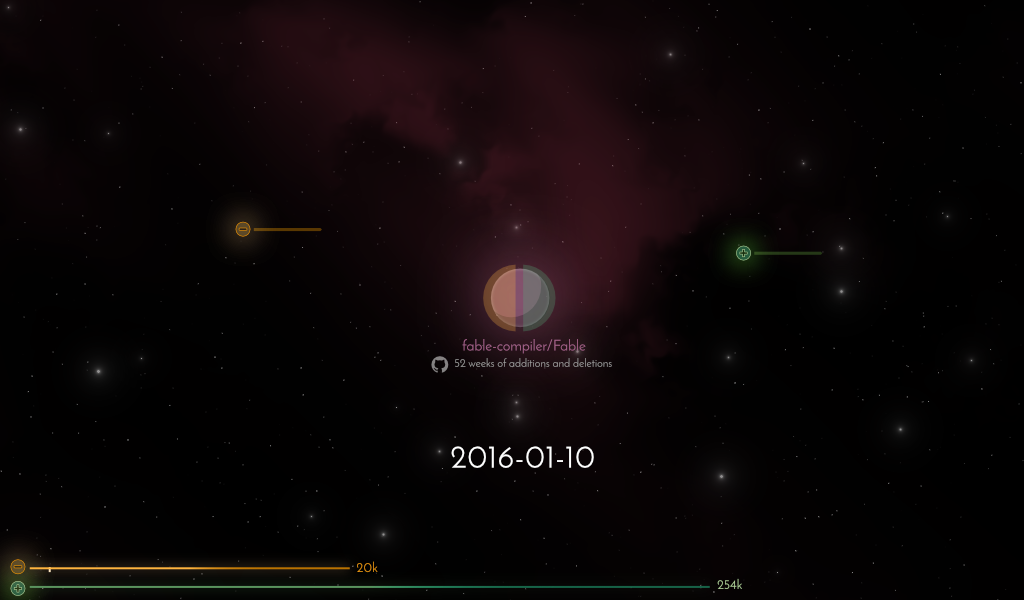 fable-compiler/Fable
52 weeks of additions and deletions
2016-01-10
20k
254k